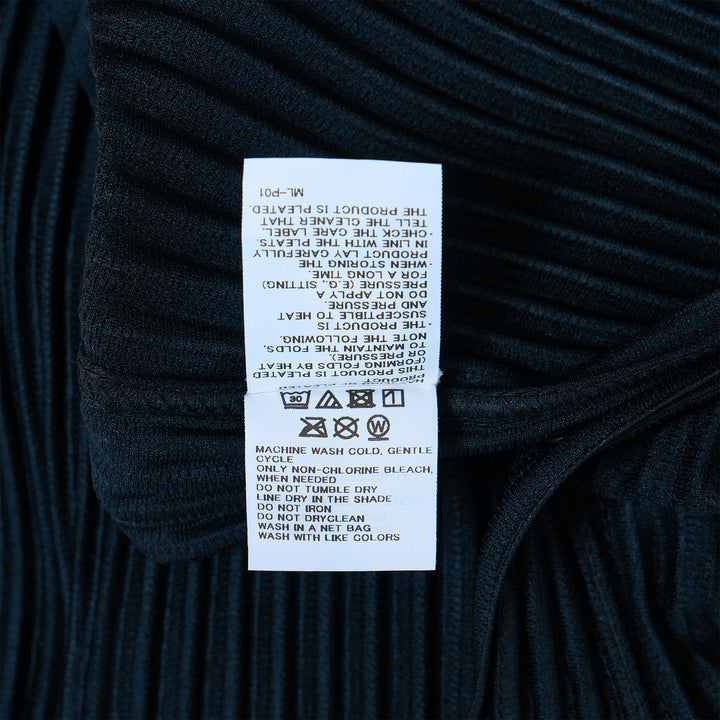 THIS PRODUCT IS PLEATED
(FORMING FOLDS BY HEAT
OR PRESSURE).
TO MAINTAIN THE FOLDS,
NOTE THE FOLLOWING.
·THE PRODUCT IS
SUSCEPTIBLE TO HEAT
AND PRESSURE.
DO NOT APPLY A
PRESSURE (E.G., SITTING)
FOR A LONG TIME.
·WHEN STORING THE
PRODUCT LAY CAREFULLY
IN LINE WITH THE PLEATS.
·CHECK THE CARE LABEL.
TELL THE CLEANER THAT
THE PRODUCT IS PLEATED.
ML-P01
30
W
MACHINE WASH COLD, GENTLE
CYCLE
ONLY NON-CHLORINE BLEACH,
WHEN NEEDED
DO NOT TUMBLE DRY
LINE DRY IN THE SHADE
DO NOT IRON
DO NOT DRYCLEAN
WASH IN A NET BAG
WASH WITH LIKE COLORS